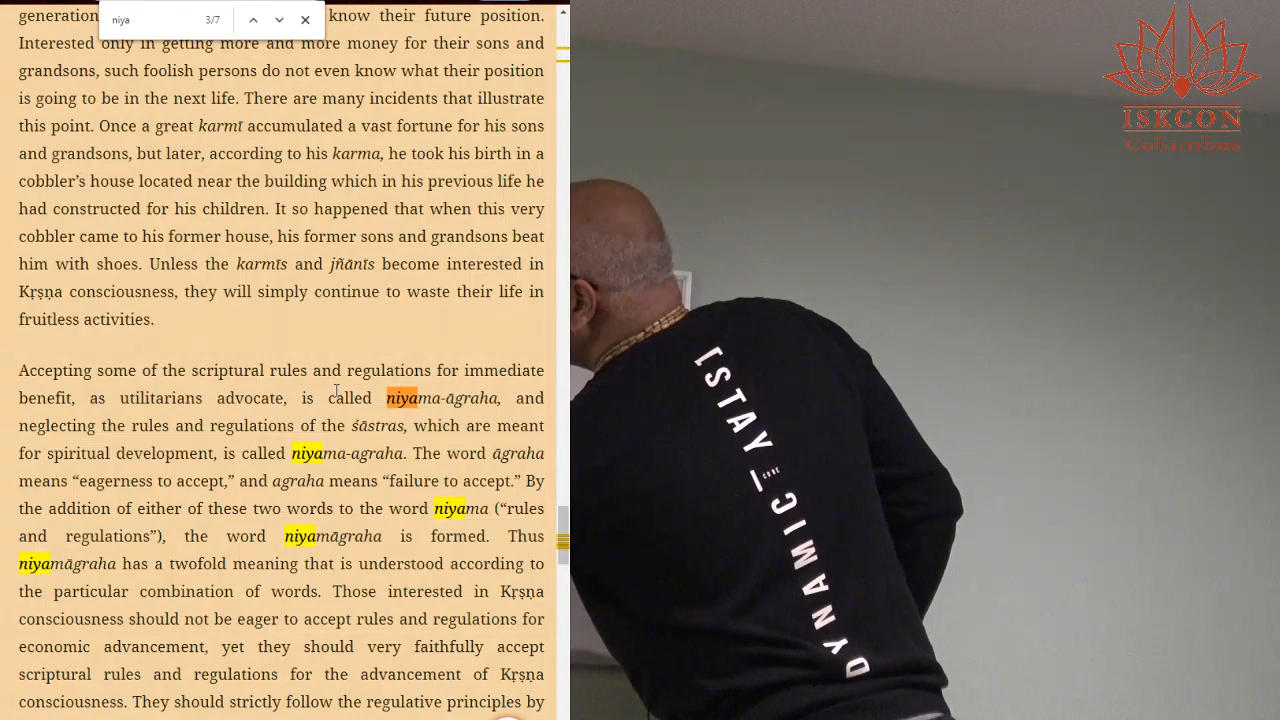 niya 3/7
generation know their future position.
Interested only in getting more and more money for their sons and
grandsons, such foolish persons do not even know what their position
is going to be in the next life. There are many incidents that illustrate
this point. Once a great karmī accumulated a vast fortune for his sons
and grandsons, but later, according to his karma, he took his birth in a
cobbler’s house located near the building which in his previous life he
had constructed for his children. It so happened that when this very
cobbler came to his former house, his former sons and grandsons beat
him with shoes. Unless the karmīs and jñānīs become interested in
Kṛṣṇa consciousness, they will simply continue to waste their life in
fruitless activities.
Accepting some of the scriptural rules and regulations for immediate
benefit, as utilitarians advocate, is called niyama-āgraha, and
neglecting the rules and regulations of the śāstras, which are meant
for spiritual development, is called niyama-agraha. The word āgraha
means “eagerness to accept,” and agraha means “failure to accept.” By
the addition of either of these two words to the word niyama (“rules
and regulations”), the word niyamāgraha is formed. Thus
niyamāgraha has a twofold meaning that is understood according to
the particular combination of words. Those interested in Kṛṣṇa
consciousness should not be eager to accept rules and regulations for
economic advancement, yet they should very faithfully accept
scriptural rules and regulations for the advancement of Kṛṣṇa
consciousness. They should strictly follow the regulative principles by
ISKCON
Columbus
[STAY
CORE
DYNAMIC